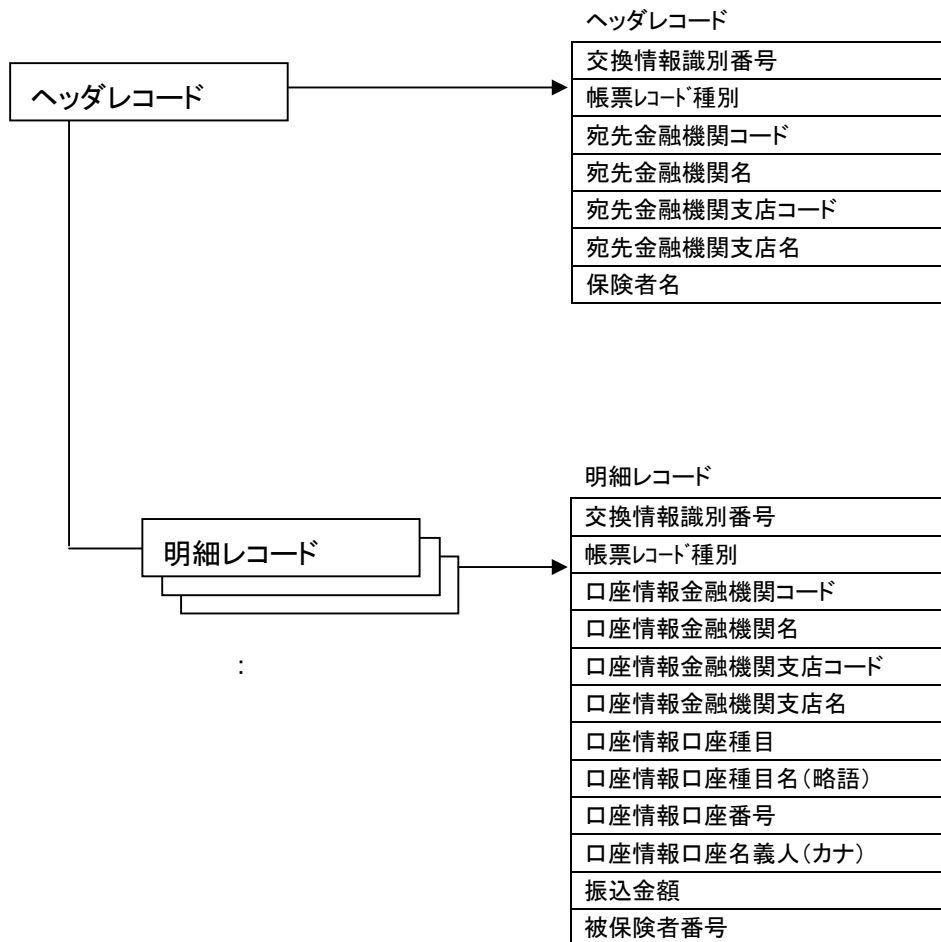 ヘッダレコード
ヘッダレコード
交換情報識別番号
帳票ﾚｺｰﾄﾞ種別
宛先金融機関コード
宛先金融機関名
宛先金融機関支店コード
宛先金融機関支店名
保険者名
明細レコード
:
明細レコード
交換情報識別番号
帳票ﾚｺｰﾄﾞ種別
口座情報金融機関コード
口座情報金融機関名
口座情報金融機関支店コード
口座情報金融機関支店名
口座情報口座種目
口座情報口座種目名（略語）
口座情報口座番号
口座情報口座名義人（カナ）
振込金額
被保険者番号